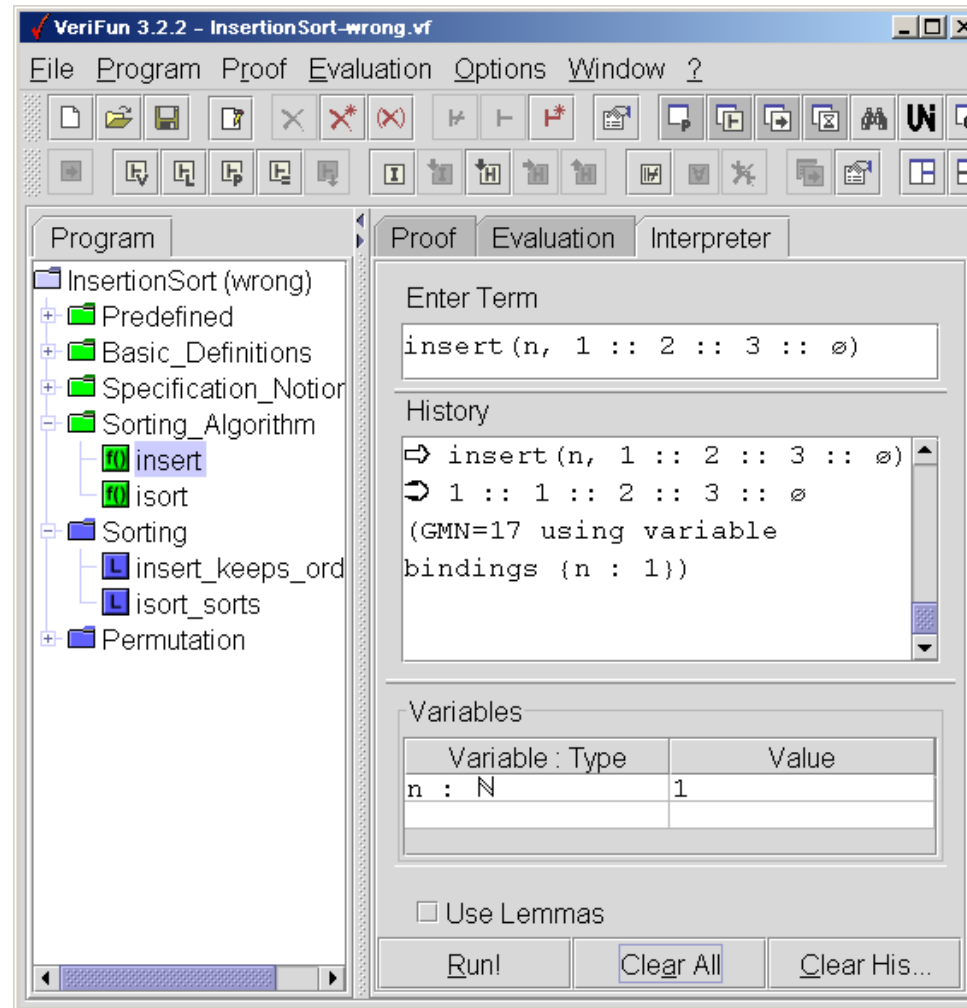 VeriFun 3.2.2 - InsertionSort-wrong.vf
File Program Proof Evaluation Options Window ?
Program
InsertionSort (wrong)
Predefined
Basic_Definitions
Specification_Notion
Sorting_Algorithm
f() insert
f() isort
Sorting
L insert_keeps_ord
L isort_sorts
Permutation
Proof Evaluation Interpreter
Enter Term
insert(n, 1 :: 2 :: 3 :: ø)
History
⇨ insert(n, 1 :: 2 :: 3 :: ø)
➲ 1 :: 1 :: 2 :: 3 :: ø
(GMN=17 using variable
bindings {n : 1})
Variables
Variable : Type Value
n : ℕ 1
Use Lemmas
Run! Clear All Clear His...